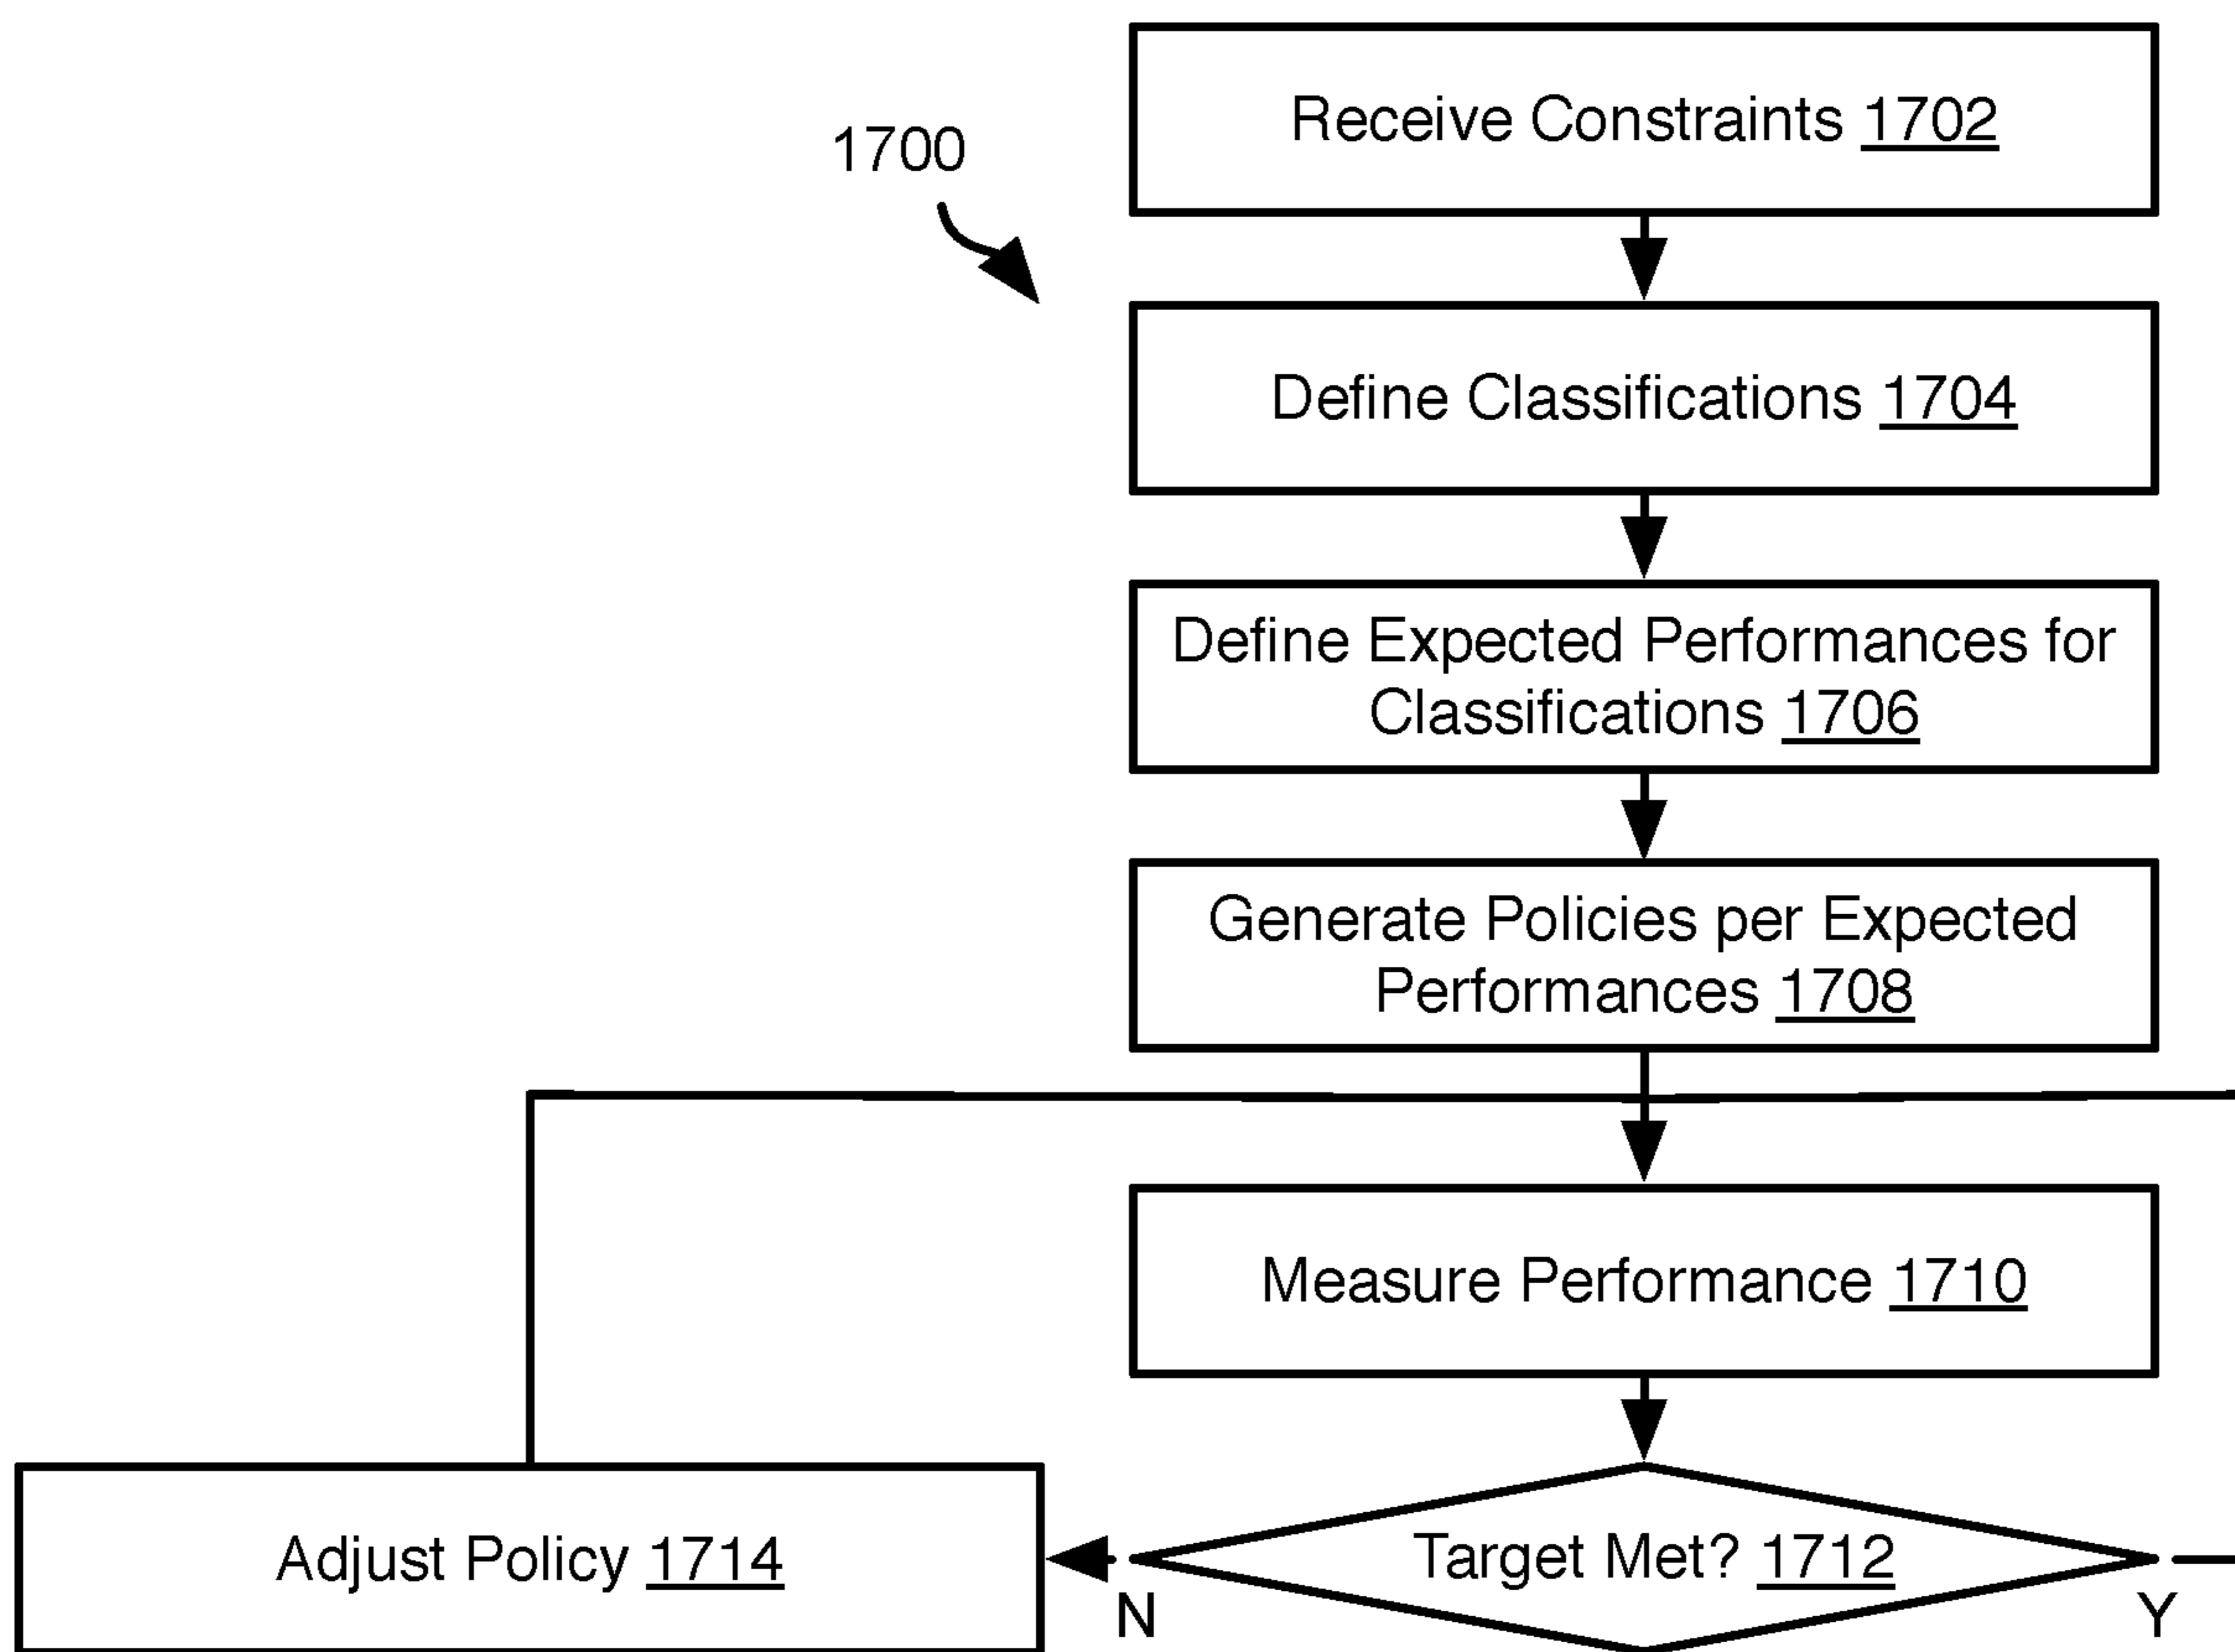 Receive Constraints 1702
1700
Define Classifications 1704
Define Expected Performances for
Classifications 1706
Generate Policies per Expected
Performances 1708
Measure Performance 1710
Target Met? 1712
Adjust Policy 1714
N
Y